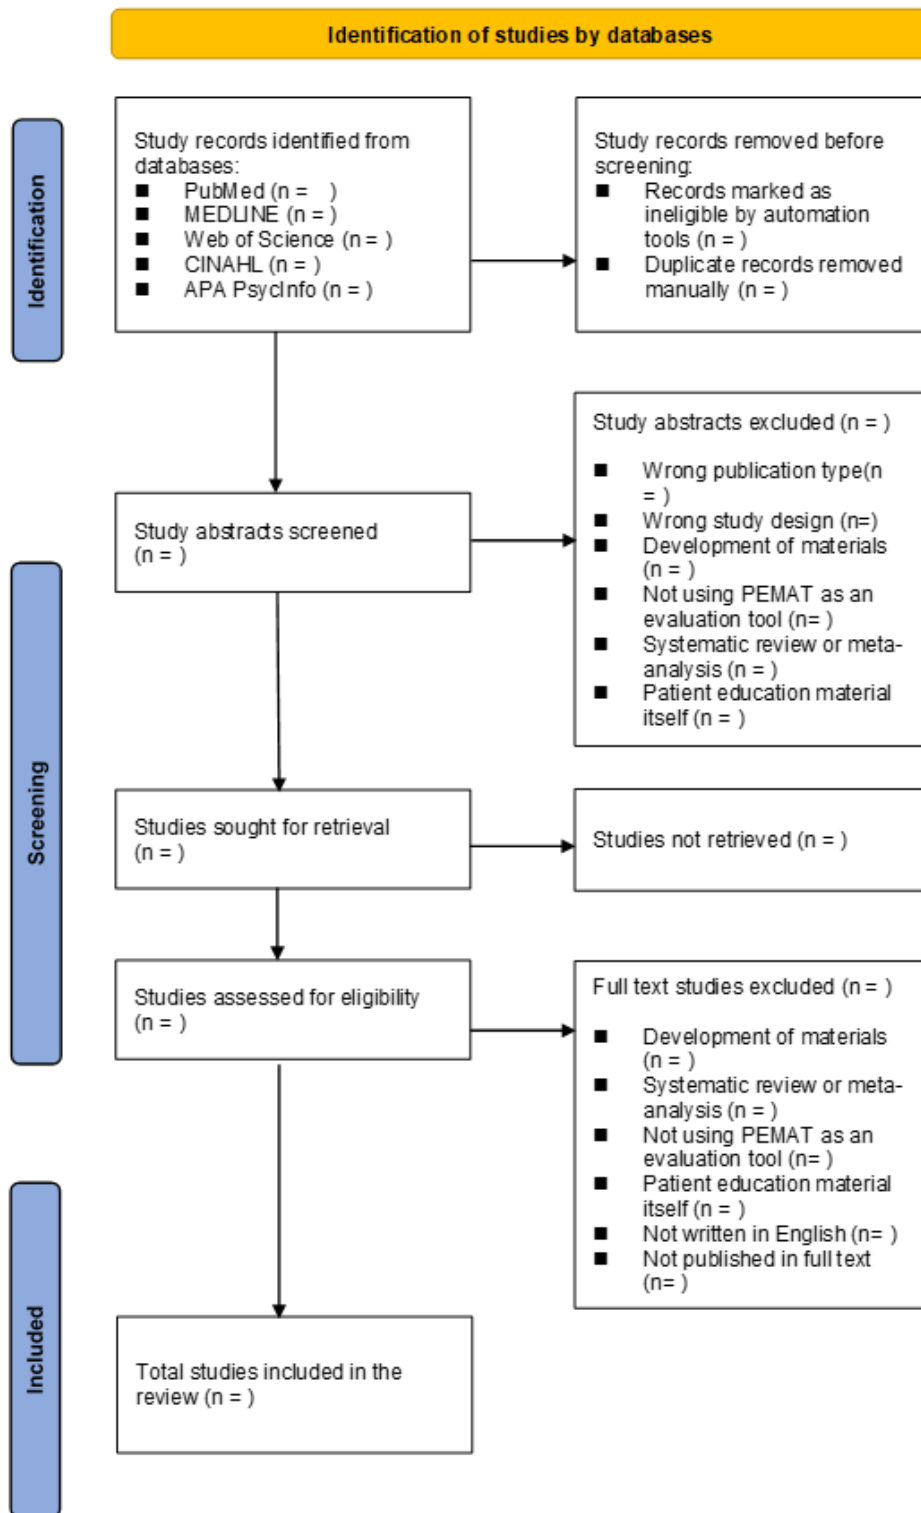 Identification of studies by databases
Identification
Study records identified from
databases:
■ PubMed (n =   )
■ MEDLINE (n = )
■ Web of Science (n = )
■ CINAHL (n = )
■ APA PsycInfo (n = )
Study records removed before
screening:
■ Records marked as
ineligible by automation
tools (n = )
■ Duplicate records removed
manually (n = )
Screening
Study abstracts screened
(n = )
Study abstracts excluded (n = )
■ Wrong publication type(n
= )
■ Wrong study design (n=)
■ Development of materials
(n = )
■ Not using PEMAT as an
evaluation tool (n= )
■ Systematic review or meta-
analysis (n = )
■ Patient education material
itself (n = )
Studies sought for retrieval
(n = )
Studies not retrieved (n = )
Studies assessed for eligibility
(n = )
Full text studies excluded (n = )
■ Development of materials
(n = )
■ Systematic review or meta-
analysis (n = )
■ Not using PEMAT as an
evaluation tool (n= )
■ Patient education material
itself (n = )
■ Not written in English (n= )
■ Not published in full text
(n= )
Included
Total studies included in the
review (n = )